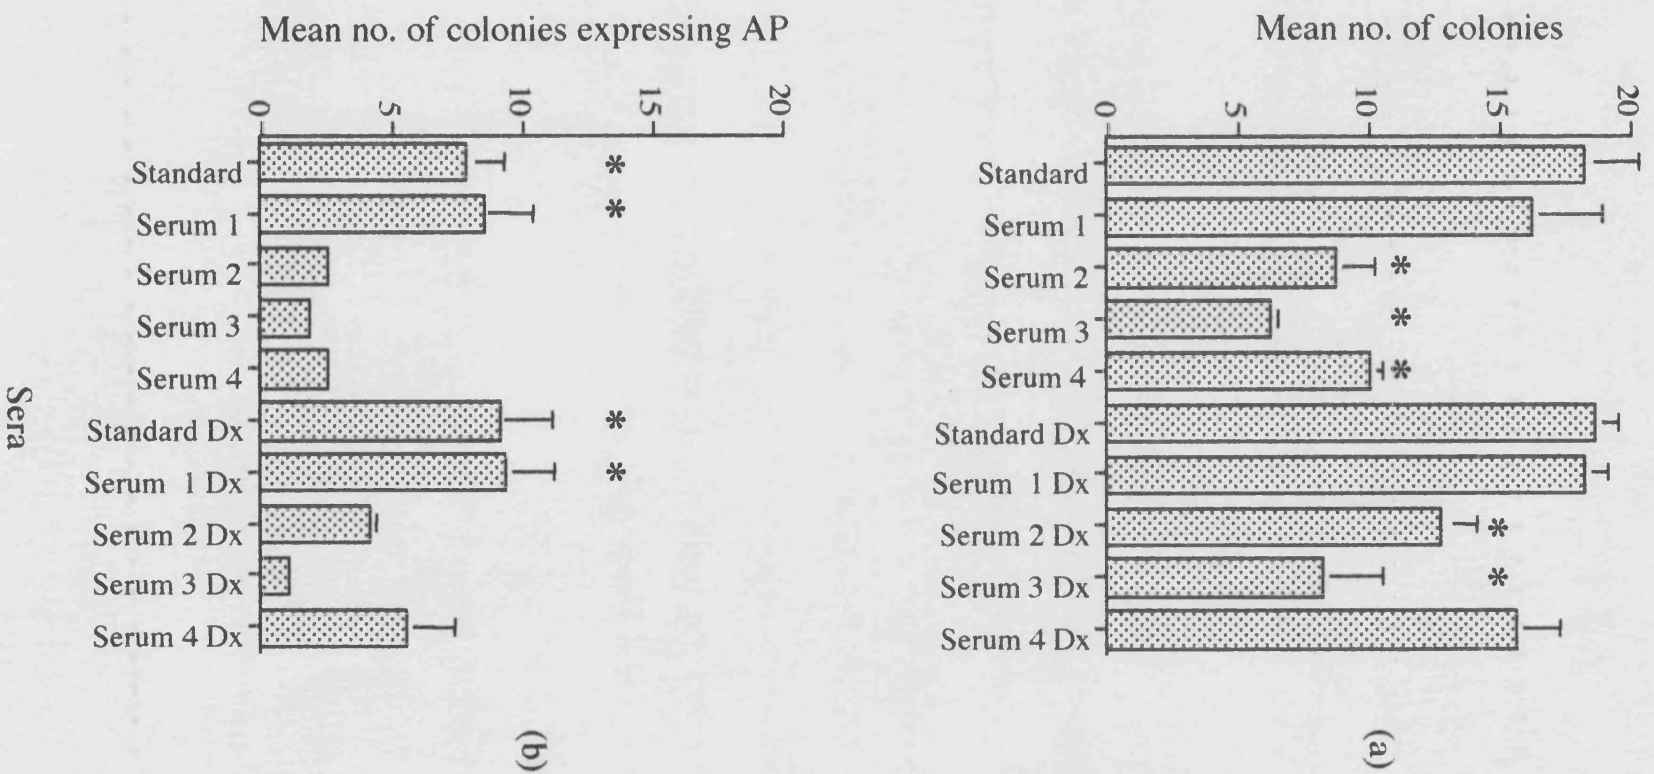 Mean no. of colonies expressing AP
0 5 10 15 20
Standard
Serum 1
Serum 2
Serum 3
Serum 4
Standard Dx
Serum 1 Dx
Serum 2 Dx
Serum 3 Dx
Serum 4 Dx
* * * *
Sera
(b)
Mean no. of colonies
0 5 10 15 20
Standard
Serum 1
Serum 2
Serum 3
Serum 4
Standard Dx
Serum 1 Dx
Serum 2 Dx
Serum 3 Dx
Serum 4 Dx
* * * * *
(a)